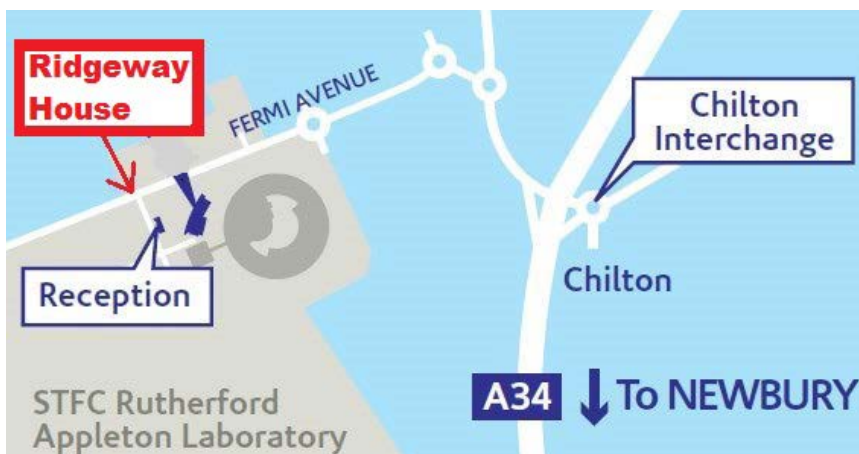 Ridgeway
House
FERMI AVENUE
Chilton
Interchange
Reception
Chilton
STFC Rutherford
Appleton Laboratory
A34
To NEWBURY